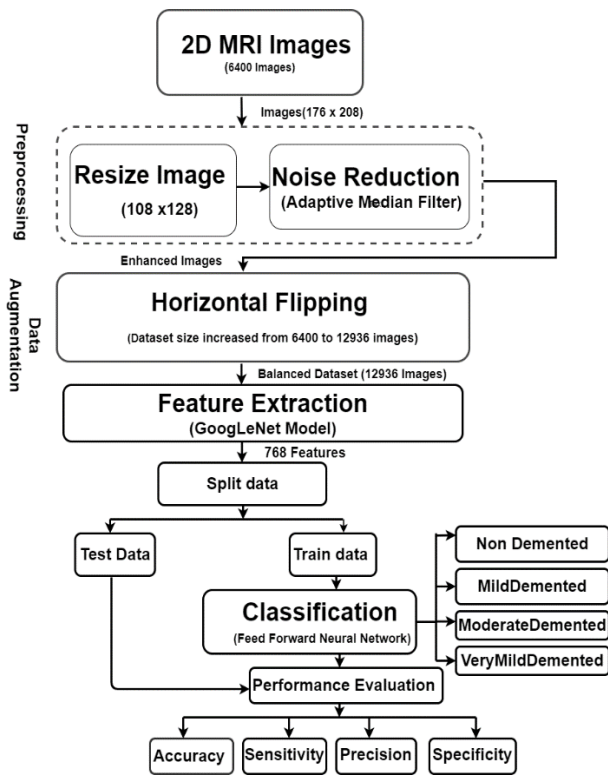 2D MRI Images
(6400 Images)
Images(176 x 208)
Preprocessing
Resize Image
(108 x128)
Noise Reduction
(Adaptive Median Filter)
Enhanced Images
Data
Augmentation
Horizontal Flipping
(Dataset size increased from 6400 to 12936 images)
Balanced Dataset (12936 Images)
Feature Extraction
(GoogLeNet Model)
768 Features
Split data
Test Data
Train data
Classification
(Feed Forward Neural Network)
Non Demented
MildDemented
ModerateDemented
VeryMildDemented
Performance Evaluation
Accuracy
Sensitivity
Precision
Specificity